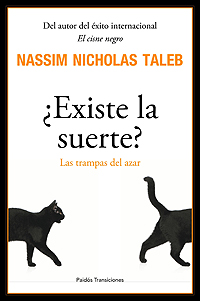 Del autor del éxito internacional
El cisne negro
NASSIM NICHOLAS TALEB
¿Existe la
suerte?
Las trampas del azar
Paidós Transiciones